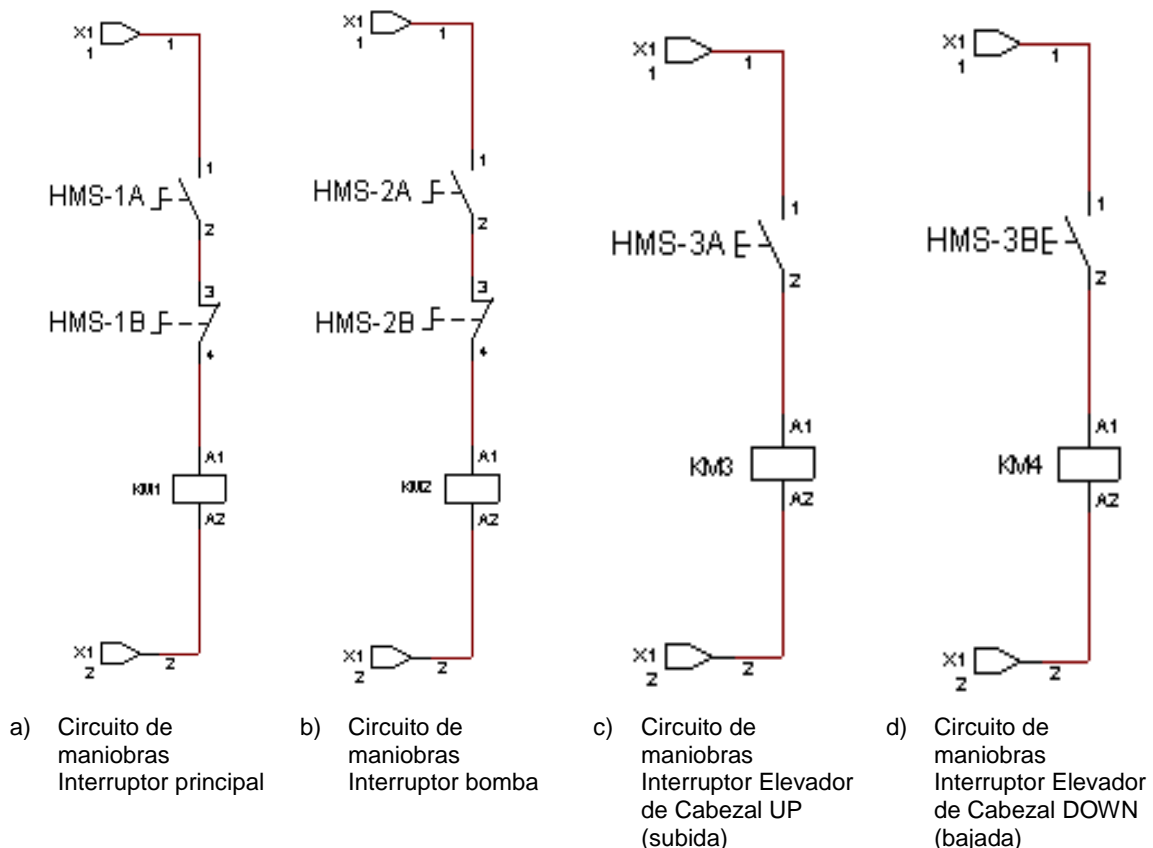 X1
1
1
1
HMS-1A
2
3
HMS-1B
4
A1
KM1
A2
X1
2
2
a) Circuito de
maniobras
Interruptor principal
X1
1
1
1
HMS-2A
2
3
HMS-2B
4
A1
KM2
A2
X1
2
2
b) Circuito de
maniobras
Interruptor bomba
X1
1
1
1
HMS-3A
2
A1
KM3
A2
X1
2
2
c) Circuito de
maniobras
Interruptor Elevador
de Cabezal UP
(subida)
X1
1
1
1
HMS-3B
2
A1
KM4
A2
X1
2
2
d) Circuito de
maniobras
Interruptor Elevador
de Cabezal DOWN
(bajada)